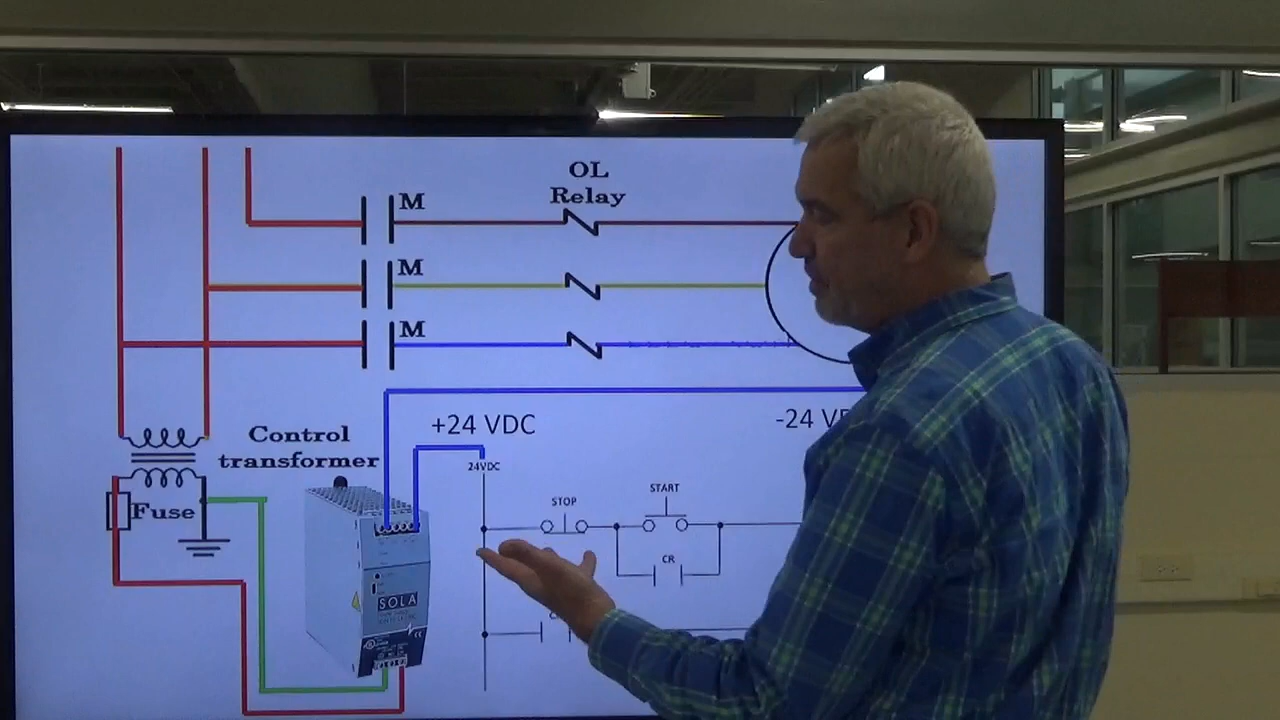 OL
Relay
M
M
M
+24 VDC
-24 V
Control
transformer
24VDC
Fuse
STOP
START
CR
SOLA